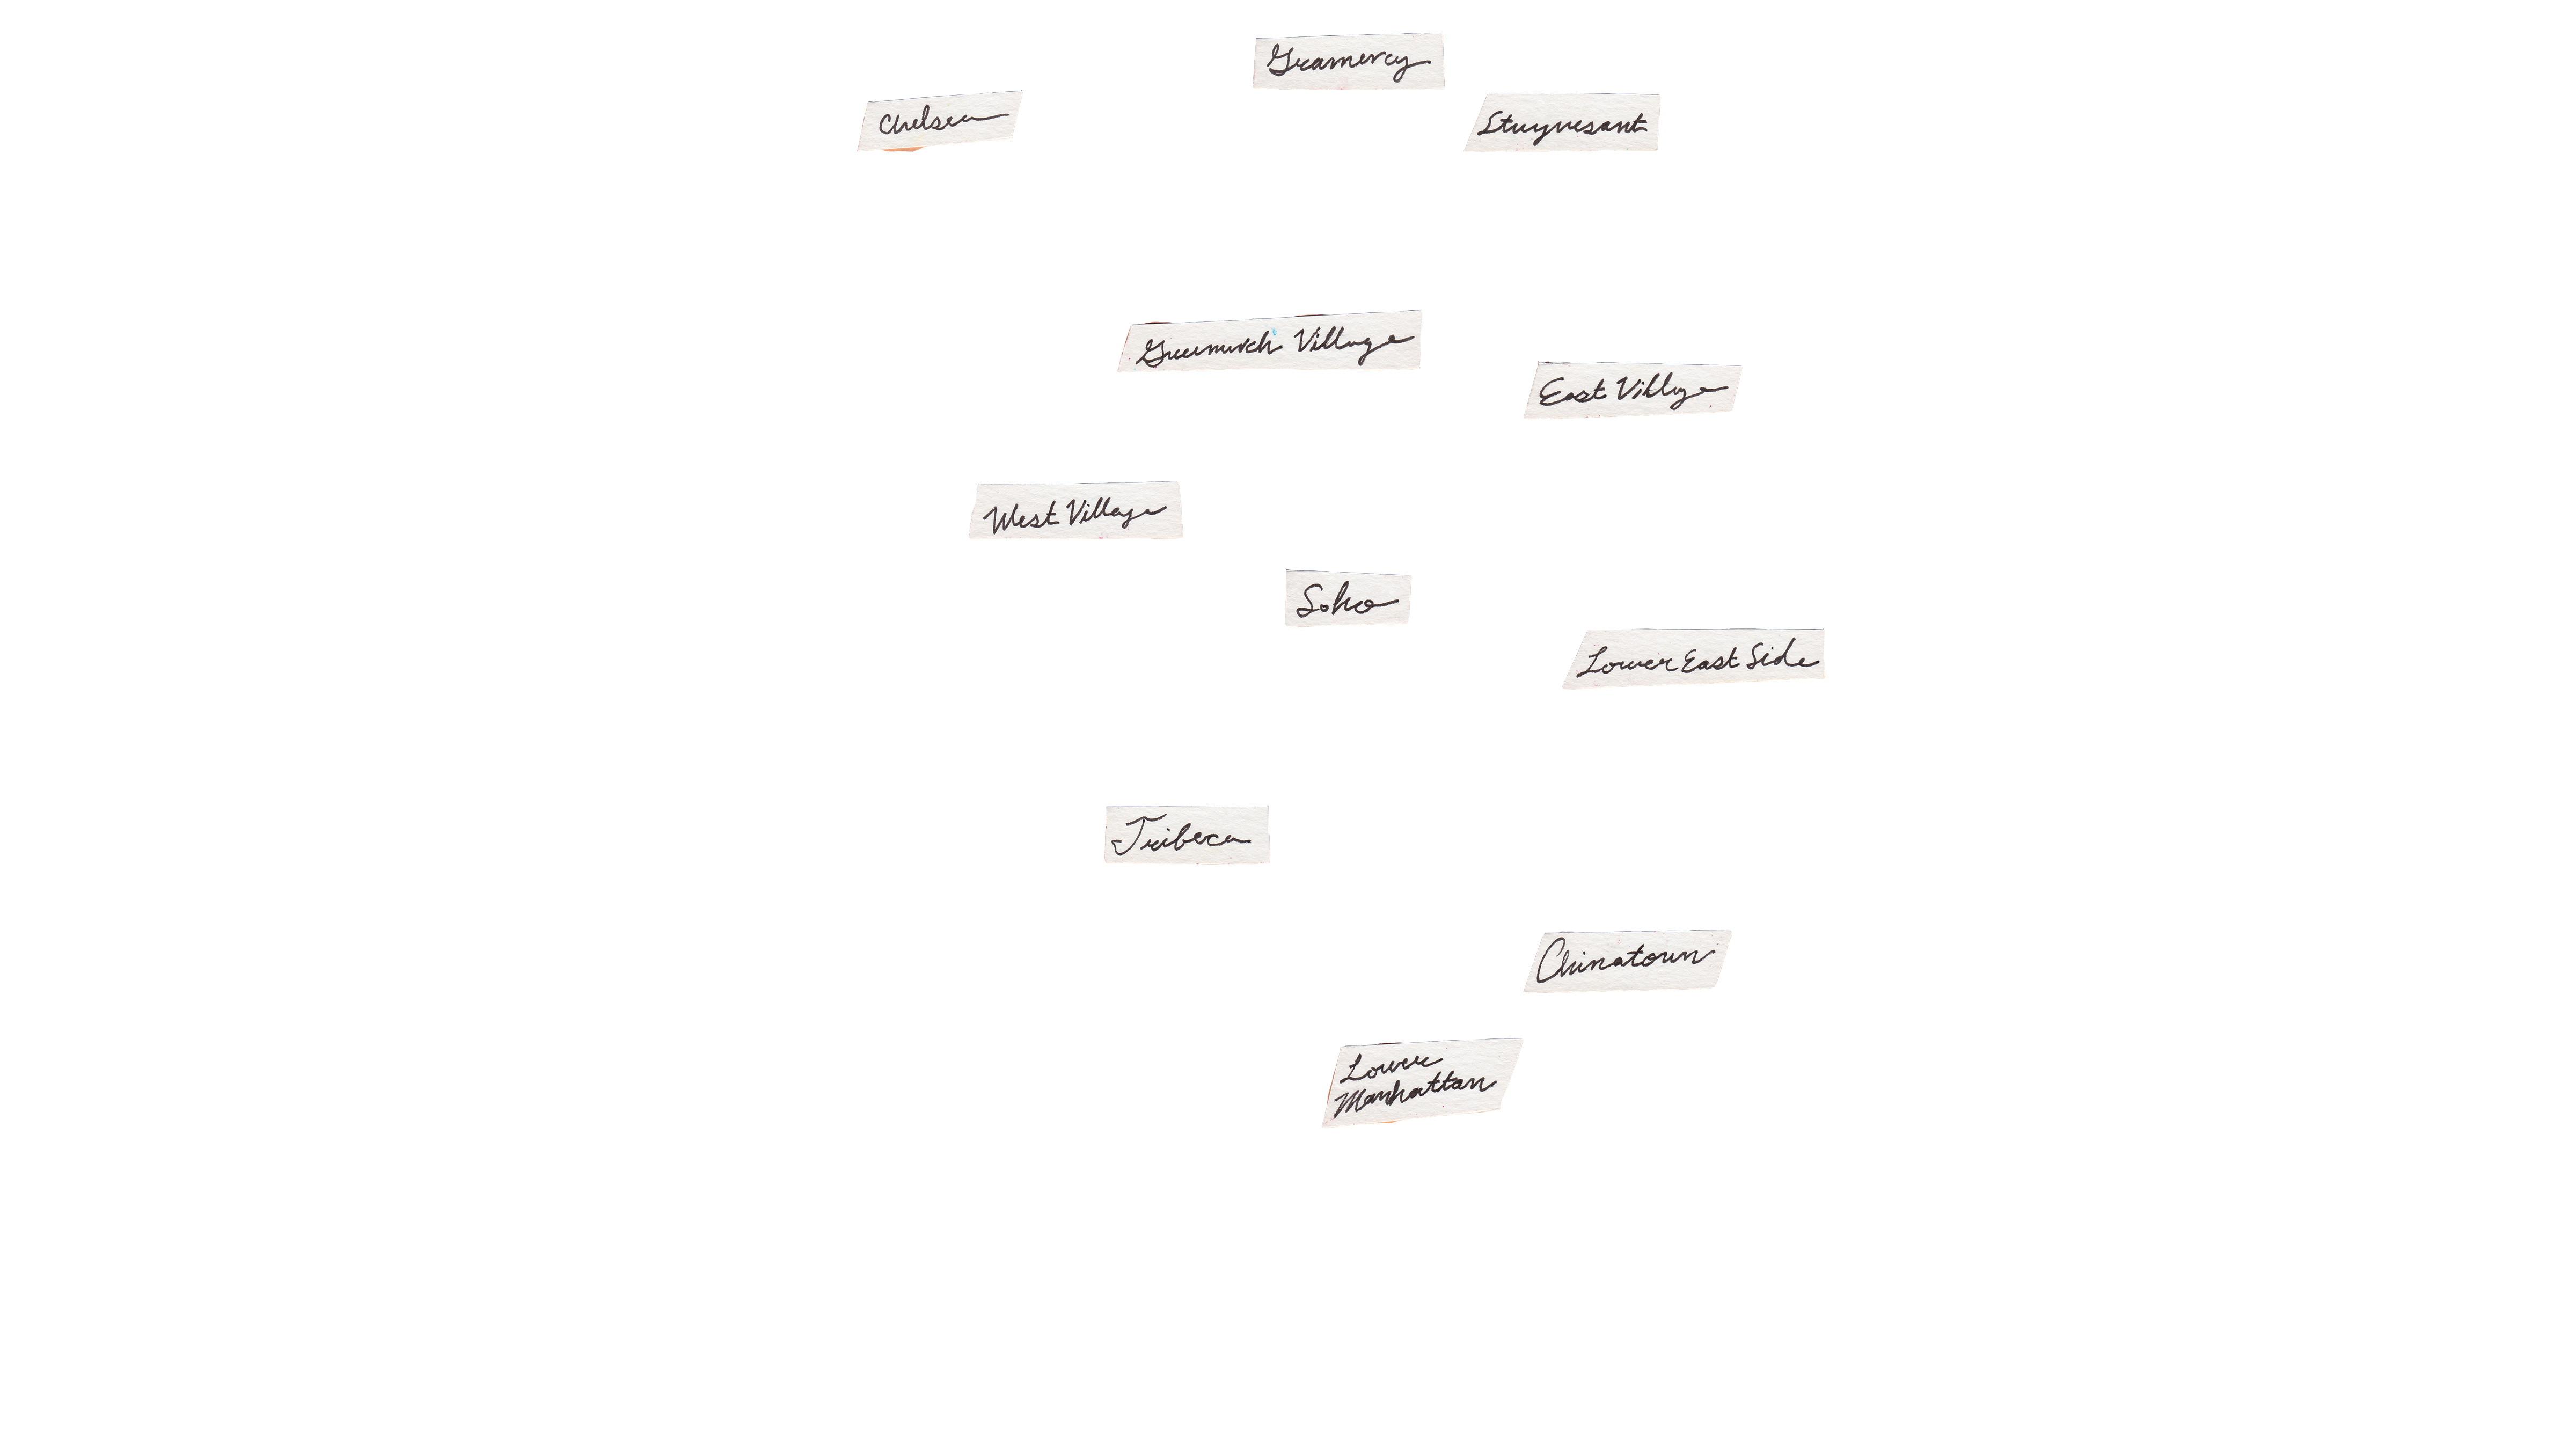 Gramercy
Chelsea
Stuyvesant
Greenwich Village
East Village
West Village
Soho
Lower East Side
Tribeca
Chinatown
Lower
Manhattan